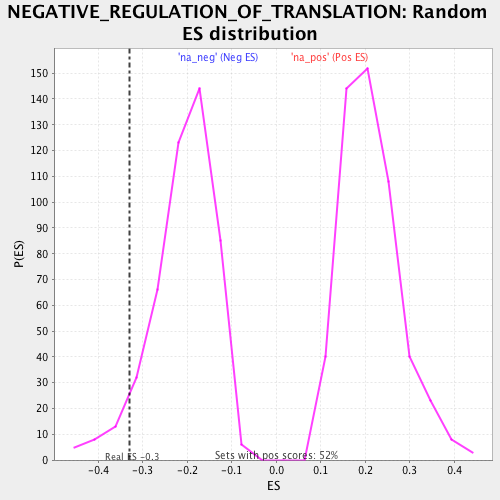 NEGATIVE_REGULATION_OF_TRANSLATION: Random
ES distribution
'na_neg' (Neg ES) 'na_pos' (Pos ES)
P(ES)
150
140
130
120
110
100
90
80
70
60
50
40
30
20
10
0
Real ES -0.3
Sets with pos scores: 52%
-0.4 -0.3 -0.2 -0.1 0.0 0.1 0.2 0.3 0.4
ES